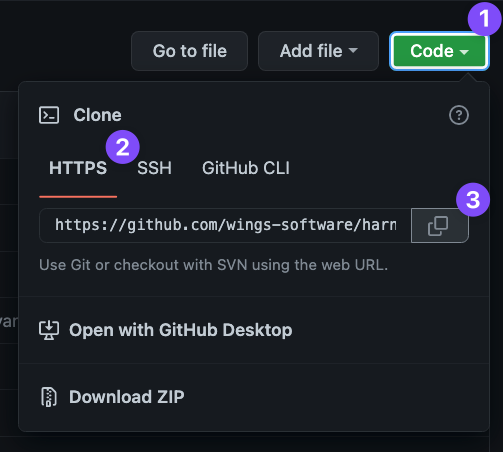 1
Go to file
Add file
Code
Clone
2
HTTPS
SSH
GitHub CLI
3
https://github.com/wings-software/harn
Use Git or checkout with SVN using the web URL.
Open with GitHub Desktop
Download ZIP